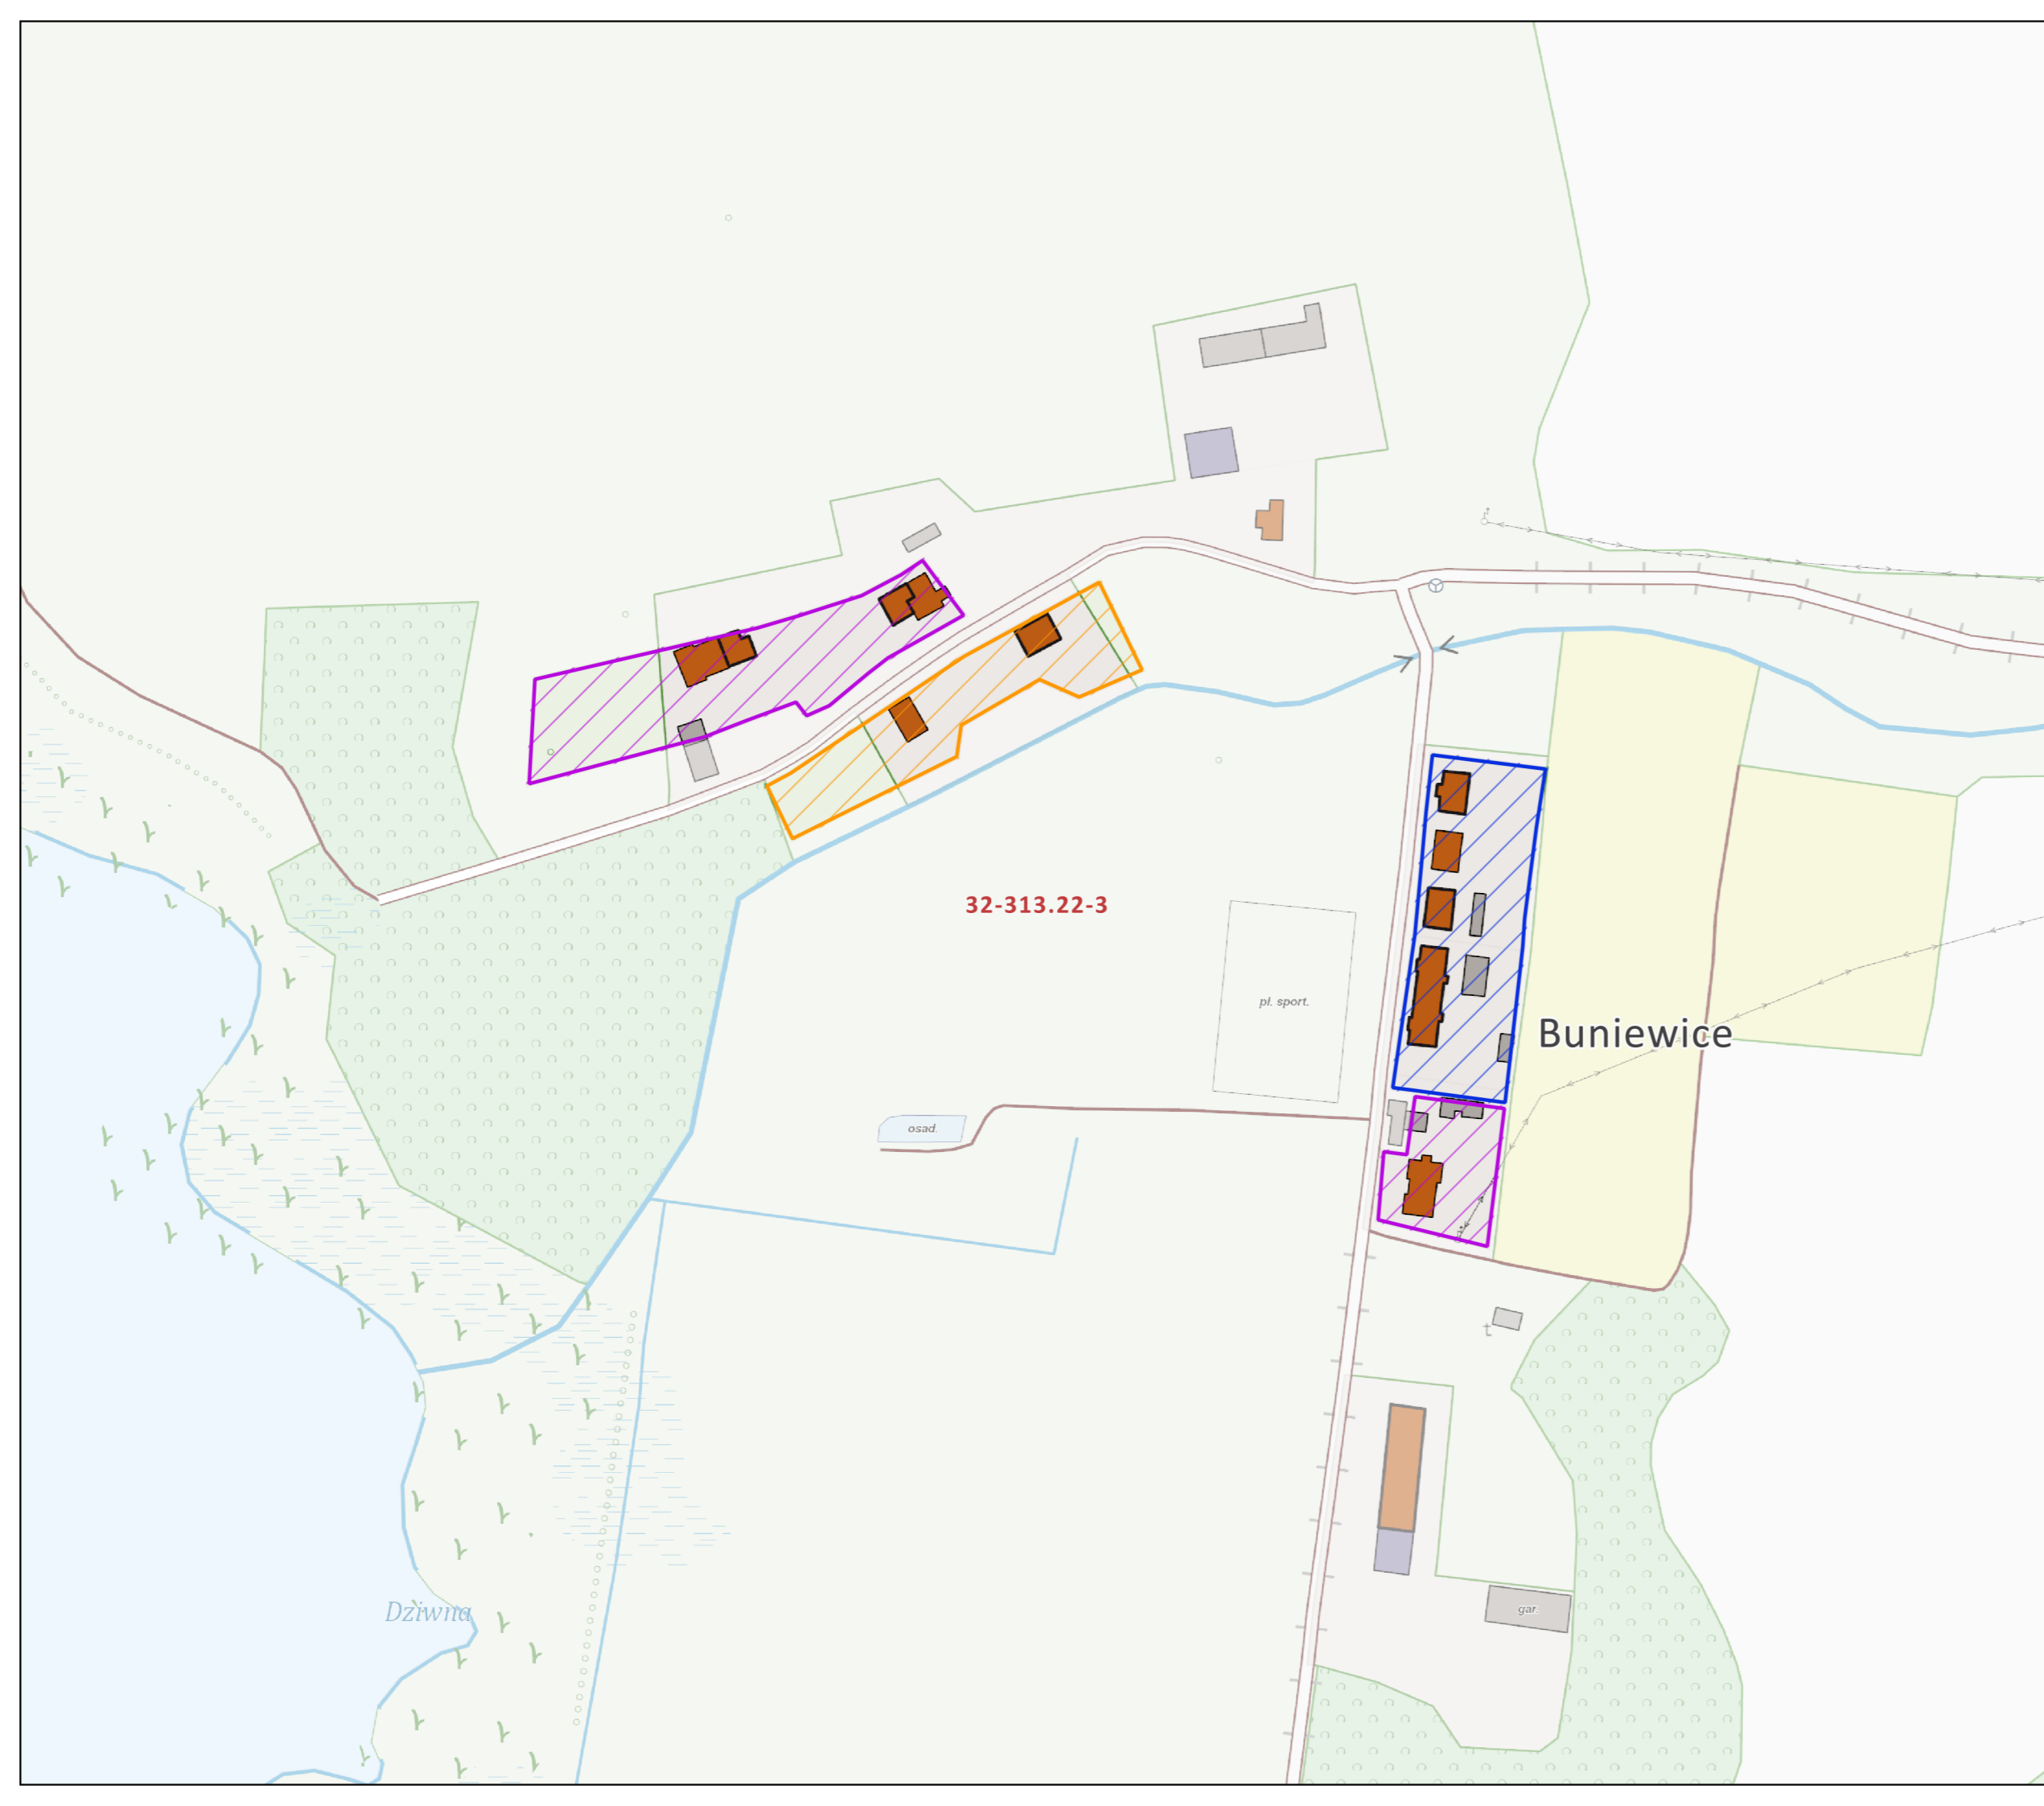 32-313.22-3
pl. sport.
Buniewice
osad.
gar.
Dziwna